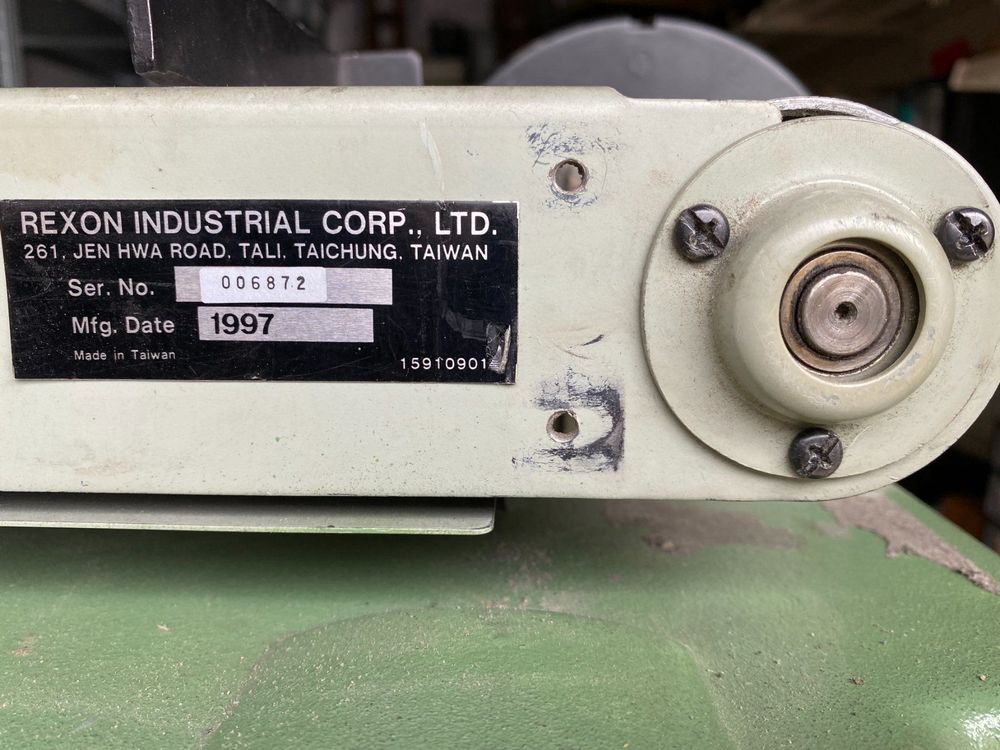 REXON INDUSTRIAL CORP., LTD.
261, JEN HWA ROAD, TALI, TAICHUNG, TAIWAN
Ser. No. 006872
Mfg. Date 1997
Made in Taiwan 15910901